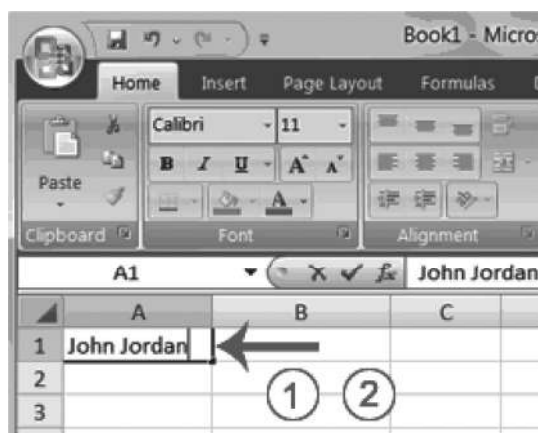 Book1 - Micros
Home Insert Page Layout Formulas
Calibri 11
B I U A A
Paste A
Clipboard Font Alignment
A1 fx John Jordan
A B C
1 John Jordan
2 1 2
3